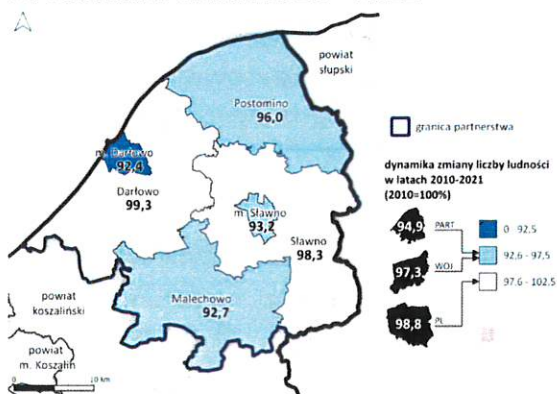 powiat
słupski
Postomino
96,0
m. Darłowo
92,4
Darłowo
99,3
m. Sławno
93,2
Sławno
98,3
Malechowo
92,7
powiat
koszaliński
powiat
m. Koszalin
0 10 km
granica partnerstwa
dynamika zmiany liczby ludności
w latach 2010-2021
(2010=100%)
94,9 PART
97,3 WOJ
98,8 PL
0 - 92,5
92,6 - 97,5
97,6 - 102,5